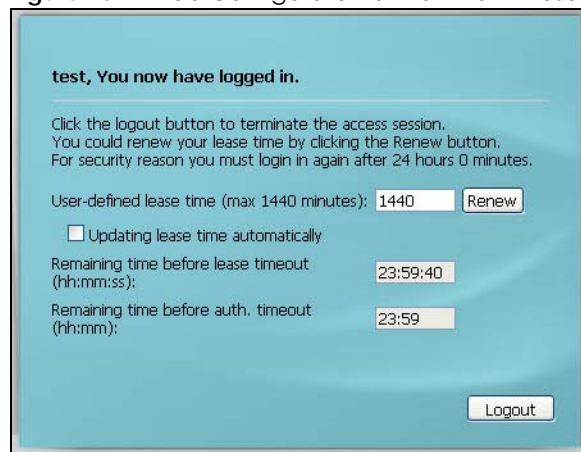 test, You now have logged in.
Click the logout button to terminate the access session.
You could renew your lease time by clicking the Renew button.
For security reason you must login in again after 24 hours 0 minutes.
User-defined lease time (max 1440 minutes): 1440 Renew
Updating lease time automatically
Remaining time before lease timeout
(hh:mm:ss): 23:59:40
Remaining time before auth. timeout
(hh:mm): 23:59
Logout